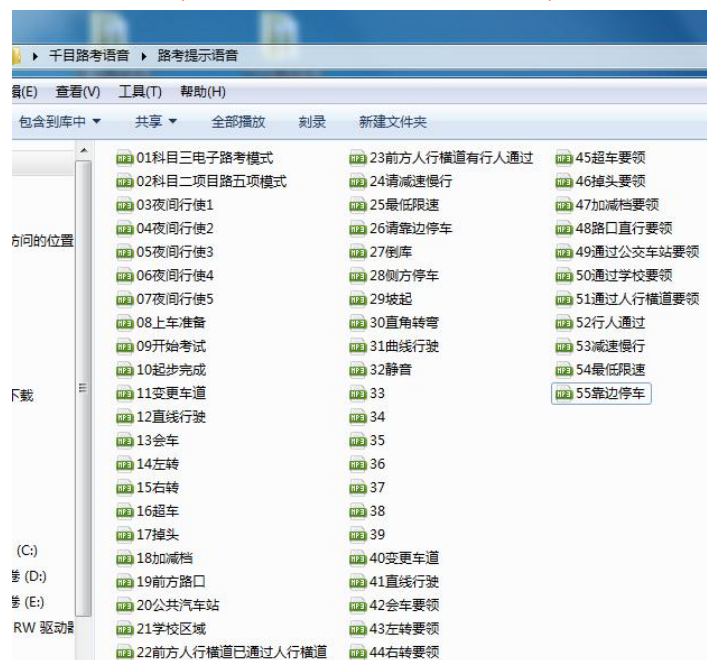 千目路考语音 ▸ 路考提示语音
辑(E) 查看(V) 工具(T) 帮助(H)
包含到库中 共享 全部播放 刻录 新建文件夹
访问的位置
下载
(C:)
卷 (D:)
卷 (E:)
RW 驱动器
01科目三电子路考模式
02科目二项目路五项模式
03夜间行使1
04夜间行使2
05夜间行使3
06夜间行使4
07夜间行使5
08上车准备
09开始考试
10起步完成
11变更车道
12直线行驶
13会车
14左转
15右转
16超车
17掉头
18加减档
19前方路口
20公共汽车站
21学校区域
22前方人行横道已通过人行横道
23前方人行横道有行人通过
24请减速慢行
25最低限速
26请靠边停车
27倒库
28侧方停车
29坡起
30直角转弯
31曲线行驶
32静音
33
34
35
36
37
38
39
40变更车道
41直线行驶
42会车要领
43左转要领
44右转要领
45超车要领
46掉头要领
47加减档要领
48路口直行要领
49通过公交车站要领
50通过学校要领
51通过人行横道要领
52行人通过
53减速慢行
54最低限速
55靠边停车